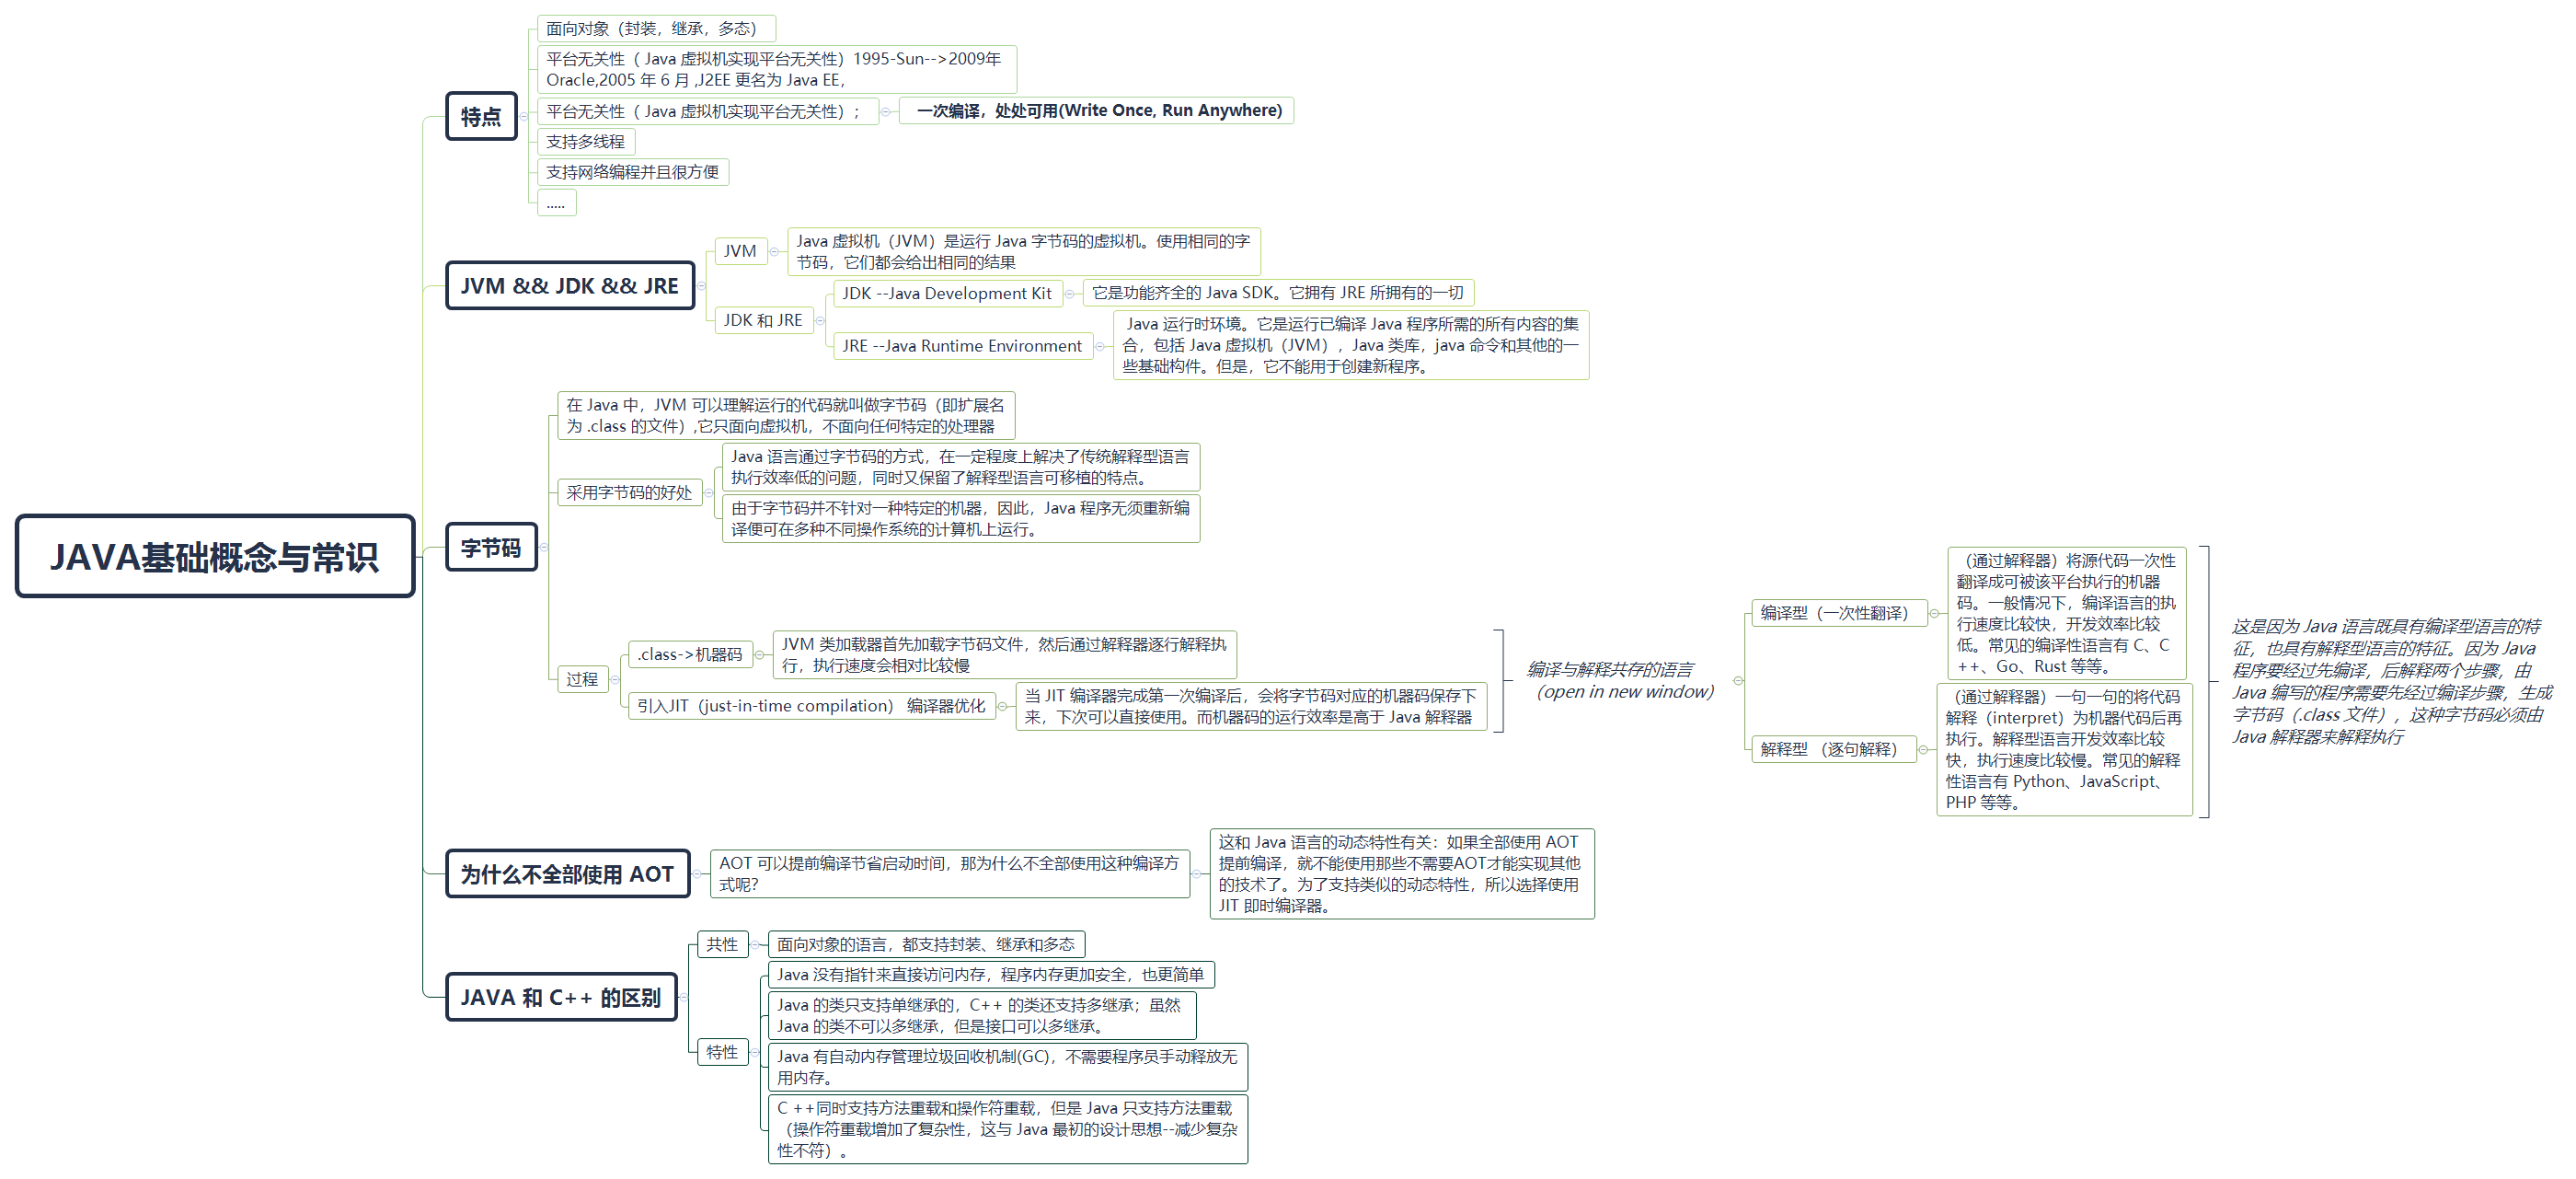 JAVA基础概念与常识
特点
面向对象（封装，继承，多态）
平台无关性（ Java 虚拟机实现平台无关性）1995-Sun-->2009年
Oracle,2005 年 6 月 ,J2EE 更名为 Java EE，
平台无关性（ Java 虚拟机实现平台无关性）；
一次编译，处处可用(Write Once, Run Anywhere)
支持多线程
支持网络编程并且很方便
.....
JVM && JDK && JRE
JVM
Java 虚拟机（JVM）是运行 Java 字节码的虚拟机。使用相同的字
节码，它们都会给出相同的结果
JDK 和 JRE
JDK --Java Development Kit
它是功能齐全的 Java SDK。它拥有 JRE 所拥有的一切
JRE --Java Runtime Environment
Java 运行时环境。它是运行已编译 Java 程序所需的所有内容的集
合，包括 Java 虚拟机（JVM），Java 类库，java 命令和其他的一
些基础构件。但是，它不能用于创建新程序。
字节码
在 Java 中，JVM 可以理解运行的代码就叫做字节码（即扩展名
为 .class 的文件）,它只面向虚拟机，不面向任何特定的处理器
采用字节码的好处
Java 语言通过字节码的方式，在一定程度上解决了传统解释型语言
执行效率低的问题，同时又保留了解释型语言可移植的特点。
由于字节码并不针对一种特定的机器，因此，Java 程序无须重新编
译便可在多种不同操作系统的计算机上运行。
过程
.class->机器码
JVM 类加载器首先加载字节码文件，然后通过解释器逐行解释执
行，执行速度会相对比较慢
引入JIT（just-in-time compilation） 编译器优化
当 JIT 编译器完成第一次编译后，会将字节码对应的机器码保存下
来，下次可以直接使用。而机器码的运行效率是高于 Java 解释器
编译与解释共存的语言
（open in new window）
编译型（一次性翻译）
（通过解释器）将源代码一次性
翻译成可被该平台执行的机器
码。一般情况下，编译语言的执
行速度比较快，开发效率比较
低。常见的编译性语言有 C、C
++、Go、Rust 等等。
解释型 （逐句解释）
（通过解释器）一句一句的将代码
解释（interpret）为机器代码后再
执行。解释型语言开发效率比较
快，执行速度比较慢。常见的解释
性语言有 Python、JavaScript、
PHP 等等。
这是因为 Java 语言既具有编译型语言的特
征，也具有解释型语言的特征。因为 Java
程序要经过先编译，后解释两个步骤，由
Java 编写的程序需要先经过编译步骤，生成
字节码（.class 文件），这种字节码必须由
Java 解释器来解释执行
为什么不全部使用 AOT
AOT 可以提前编译节省启动时间，那为什么不全部使用这种编译方
式呢？
这和 Java 语言的动态特性有关：如果全部使用 AOT
提前编译，就不能使用那些不需要AOT才能实现其他
的技术了。为了支持类似的动态特性，所以选择使用
JIT 即时编译器。
JAVA 和 C++ 的区别
共性
面向对象的语言，都支持封装、继承和多态
特性
Java 没有指针来直接访问内存，程序内存更加安全，也更简单
Java 的类只支持单继承的，C++ 的类还支持多继承；虽然
Java 的类不可以多继承，但是接口可以多继承。
Java 有自动内存管理垃圾回收机制(GC)，不需要程序员手动释放无
用内存。
C ++同时支持方法重载和操作符重载，但是 Java 只支持方法重载
（操作符重载增加了复杂性，这与 Java 最初的设计思想--减少复杂
性不符）。